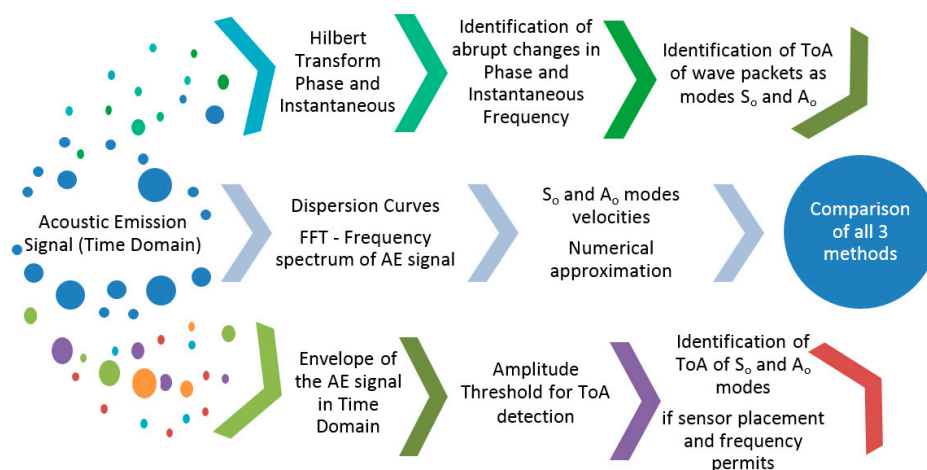 Acoustic Emission
Signal (Time Domain)
Hilbert
Transform
Phase and
Instantaneous
Identification of
abrupt changes in
Phase and
Instantaneous
Frequency
Identification of ToA
of wave packets as
modes So and Ao
Dispersion Curves
FFT - Frequency
spectrum of AE signal
So and Ao modes
velocities
Numerical
approximation
Comparison
of all 3
methods
Envelope of
the AE signal
in Time
Domain
Amplitude
Threshold for ToA
detection
Identification of
ToA of So and Ao
modes
if sensor placement
and frequency
permits